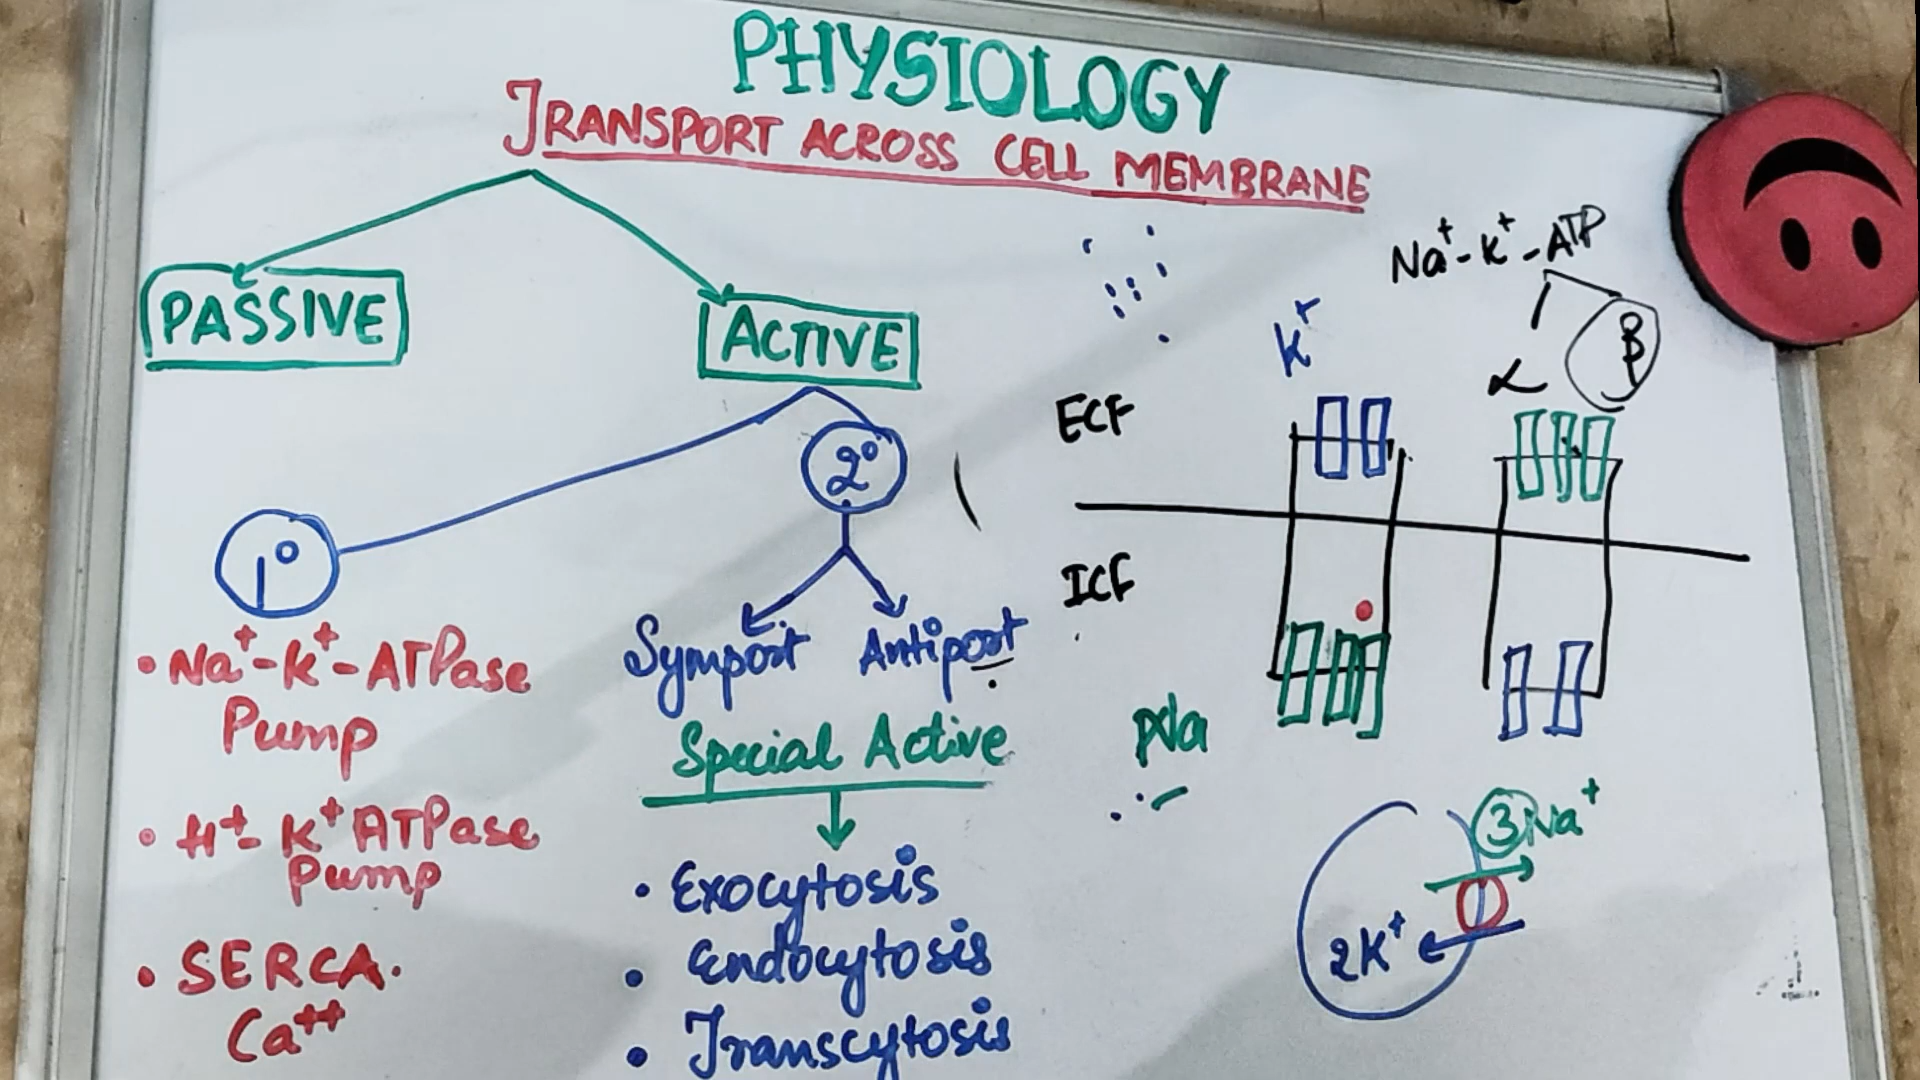 PHYSIOLOGY
TRANSPORT ACROSS CELL MEMBRANE
PASSIVE
ACTIVE
1°
2°
• Na⁺-K⁺-ATPase
Pump
• H⁺-K⁺ATPase
Pump
• SERCA.
Ca⁺⁺
Symport
Antiport
Special Active
• Exocytosis
• Endocytosis
• Transcytosis
Na⁺-K⁺-ATP
α
β
K⁺
ECF
ICF
Na
3Na⁺
2K⁺